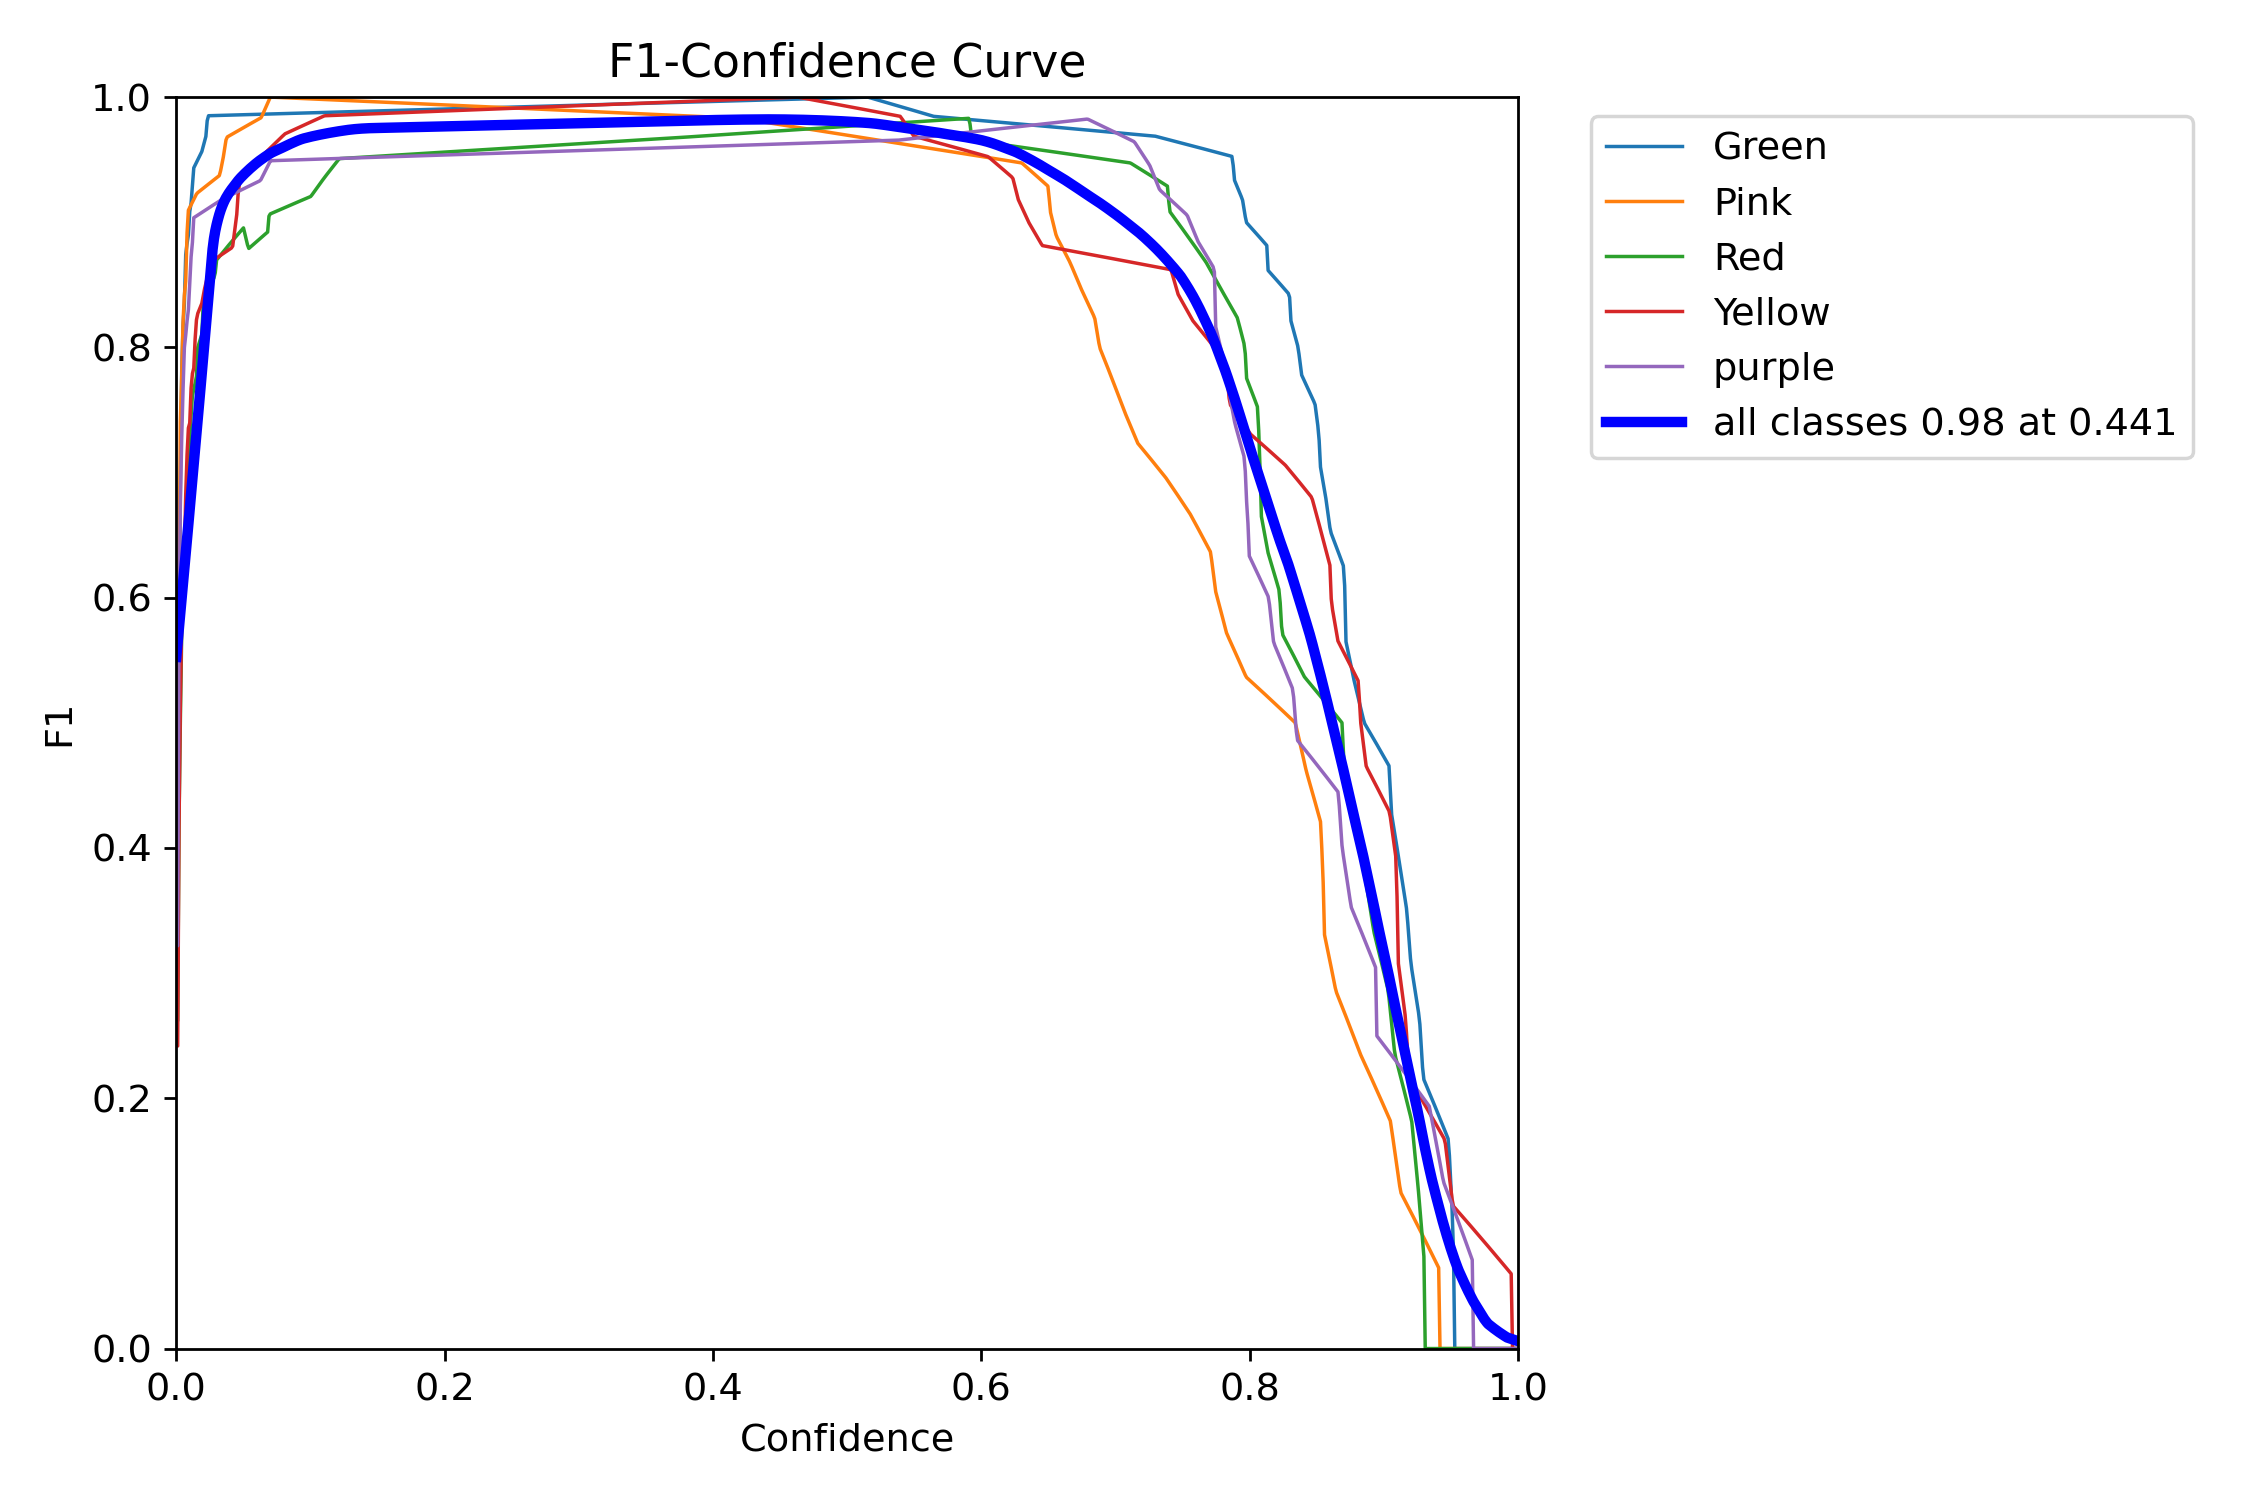 F1-Confidence Curve
1.0
0.8
0.6
0.4
0.2
0.0
F1
0.0 0.2 0.4 0.6 0.8 1.0
Confidence
Green
Pink
Red
Yellow
purple
all classes 0.98 at 0.441